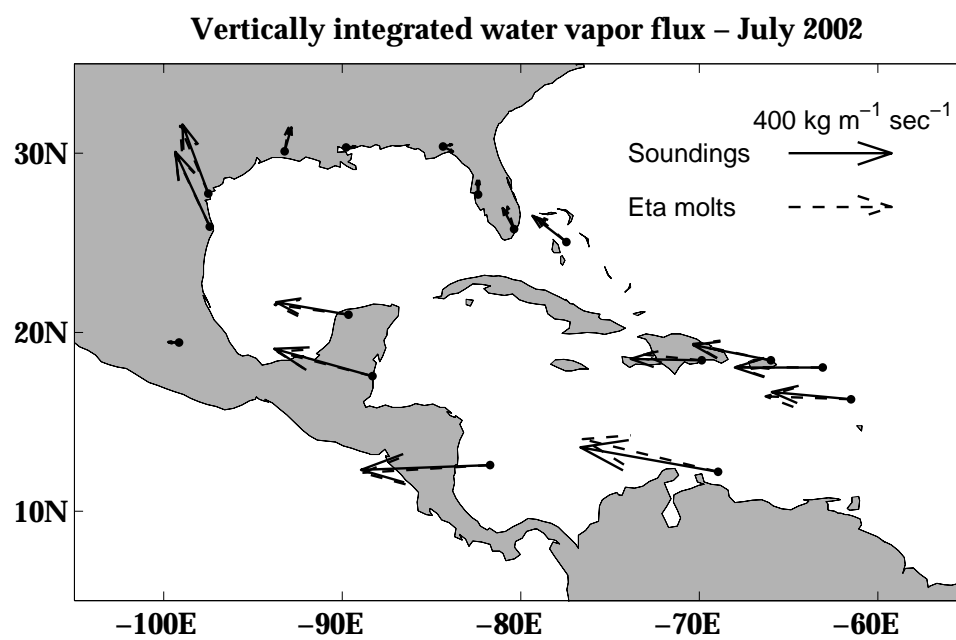 Vertically integrated water vapor flux – July 2002
400 kg m⁻¹ sec⁻¹
Soundings
Eta molts
30N
20N
10N
−100E −90E −80E −70E −60E